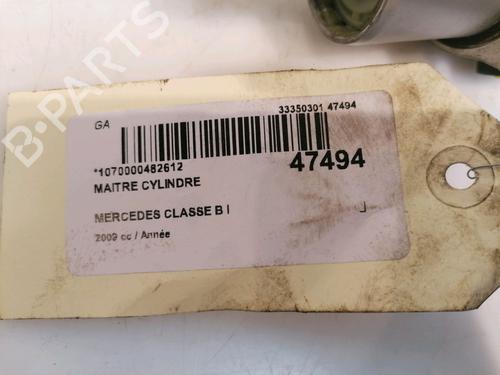 B-PARTS
GA
33350301 47494
*1070000482612
47494
MAITRE CYLINDRE
MERCEDES CLASSE B I
J
2009 cc / Année